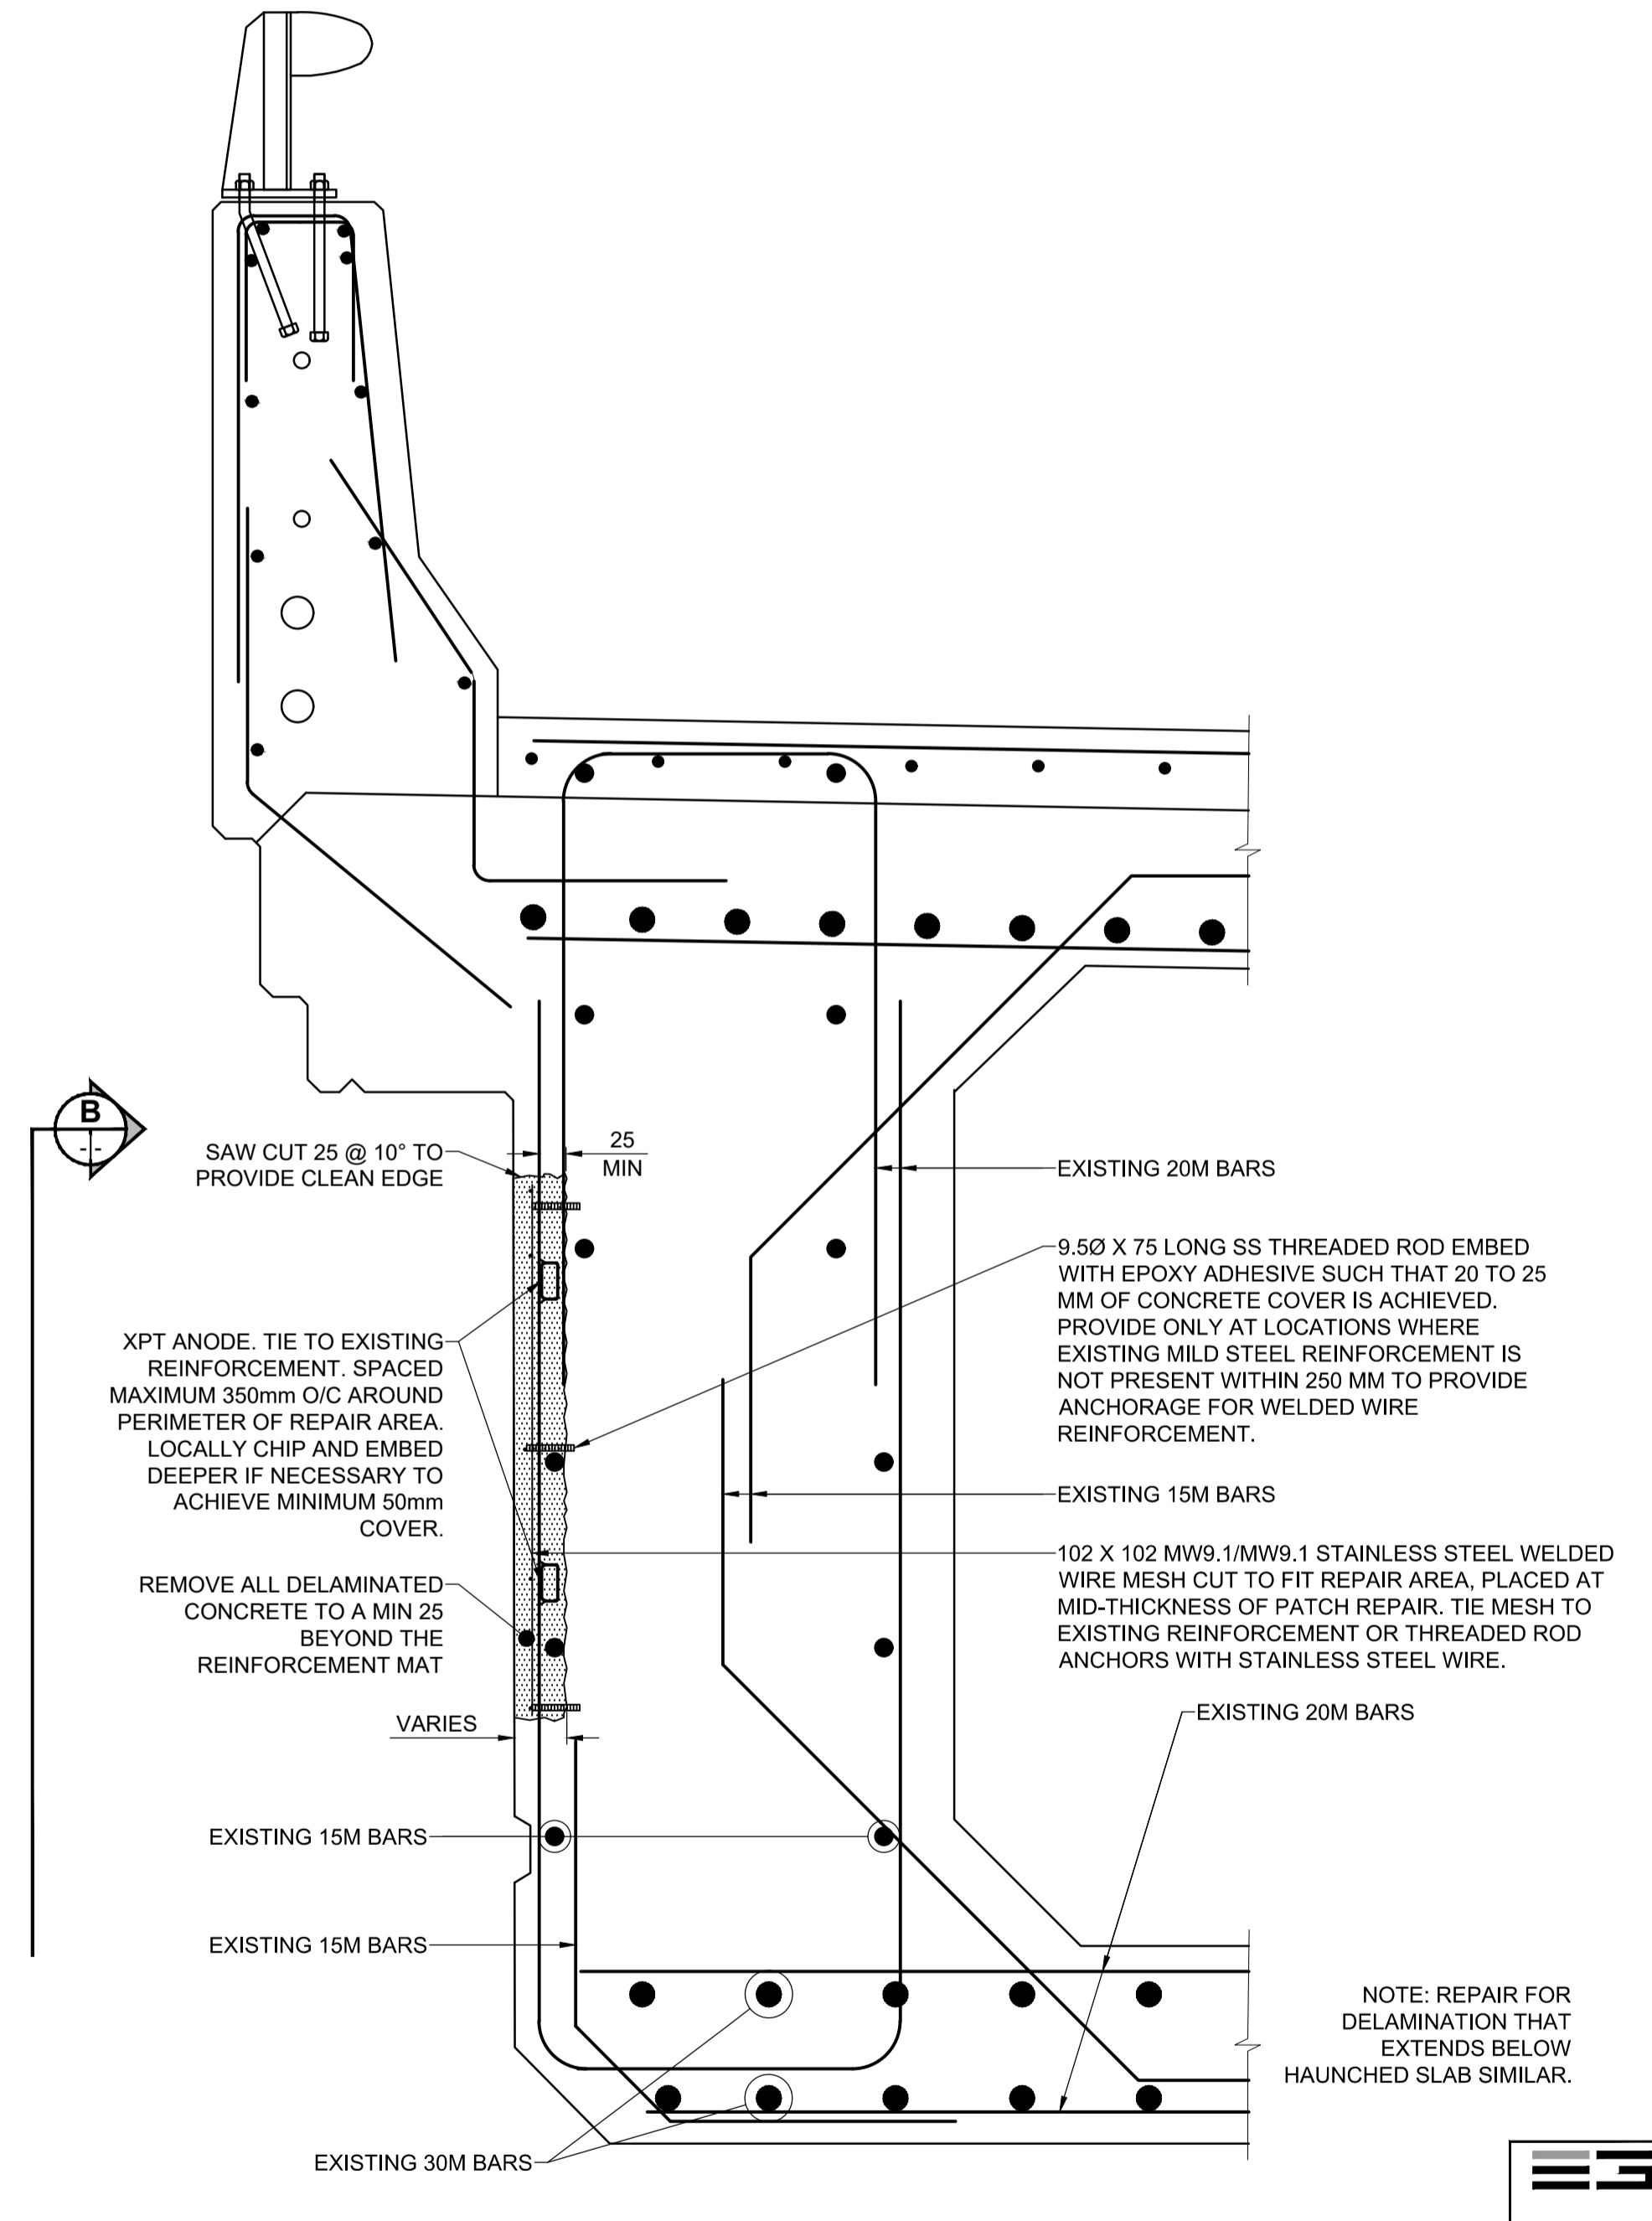 B
--
SAW CUT 25 @ 10° TO
PROVIDE CLEAN EDGE
25
MIN
EXISTING 20M BARS
9.5Ø X 75 LONG SS THREADED ROD EMBED
WITH EPOXY ADHESIVE SUCH THAT 20 TO 25
MM OF CONCRETE COVER IS ACHIEVED.
PROVIDE ONLY AT LOCATIONS WHERE
EXISTING MILD STEEL REINFORCEMENT IS
NOT PRESENT WITHIN 250 MM TO PROVIDE
ANCHORAGE FOR WELDED WIRE
REINFORCEMENT.
XPT ANODE. TIE TO EXISTING
REINFORCEMENT. SPACED
MAXIMUM 350mm O/C AROUND
PERIMETER OF REPAIR AREA.
LOCALLY CHIP AND EMBED
DEEPER IF NECESSARY TO
ACHIEVE MINIMUM 50mm
COVER.
EXISTING 15M BARS
102 X 102 MW9.1/MW9.1 STAINLESS STEEL WELDED
WIRE MESH CUT TO FIT REPAIR AREA, PLACED AT
MID-THICKNESS OF PATCH REPAIR. TIE MESH TO
EXISTING REINFORCEMENT OR THREADED ROD
ANCHORS WITH STAINLESS STEEL WIRE.
REMOVE ALL DELAMINATED
CONCRETE TO A MIN 25
BEYOND THE
REINFORCEMENT MAT
EXISTING 20M BARS
VARIES
EXISTING 15M BARS
EXISTING 15M BARS
NOTE: REPAIR FOR
DELAMINATION THAT
EXTENDS BELOW
HAUNCHED SLAB SIMILAR.
EXISTING 30M BARS